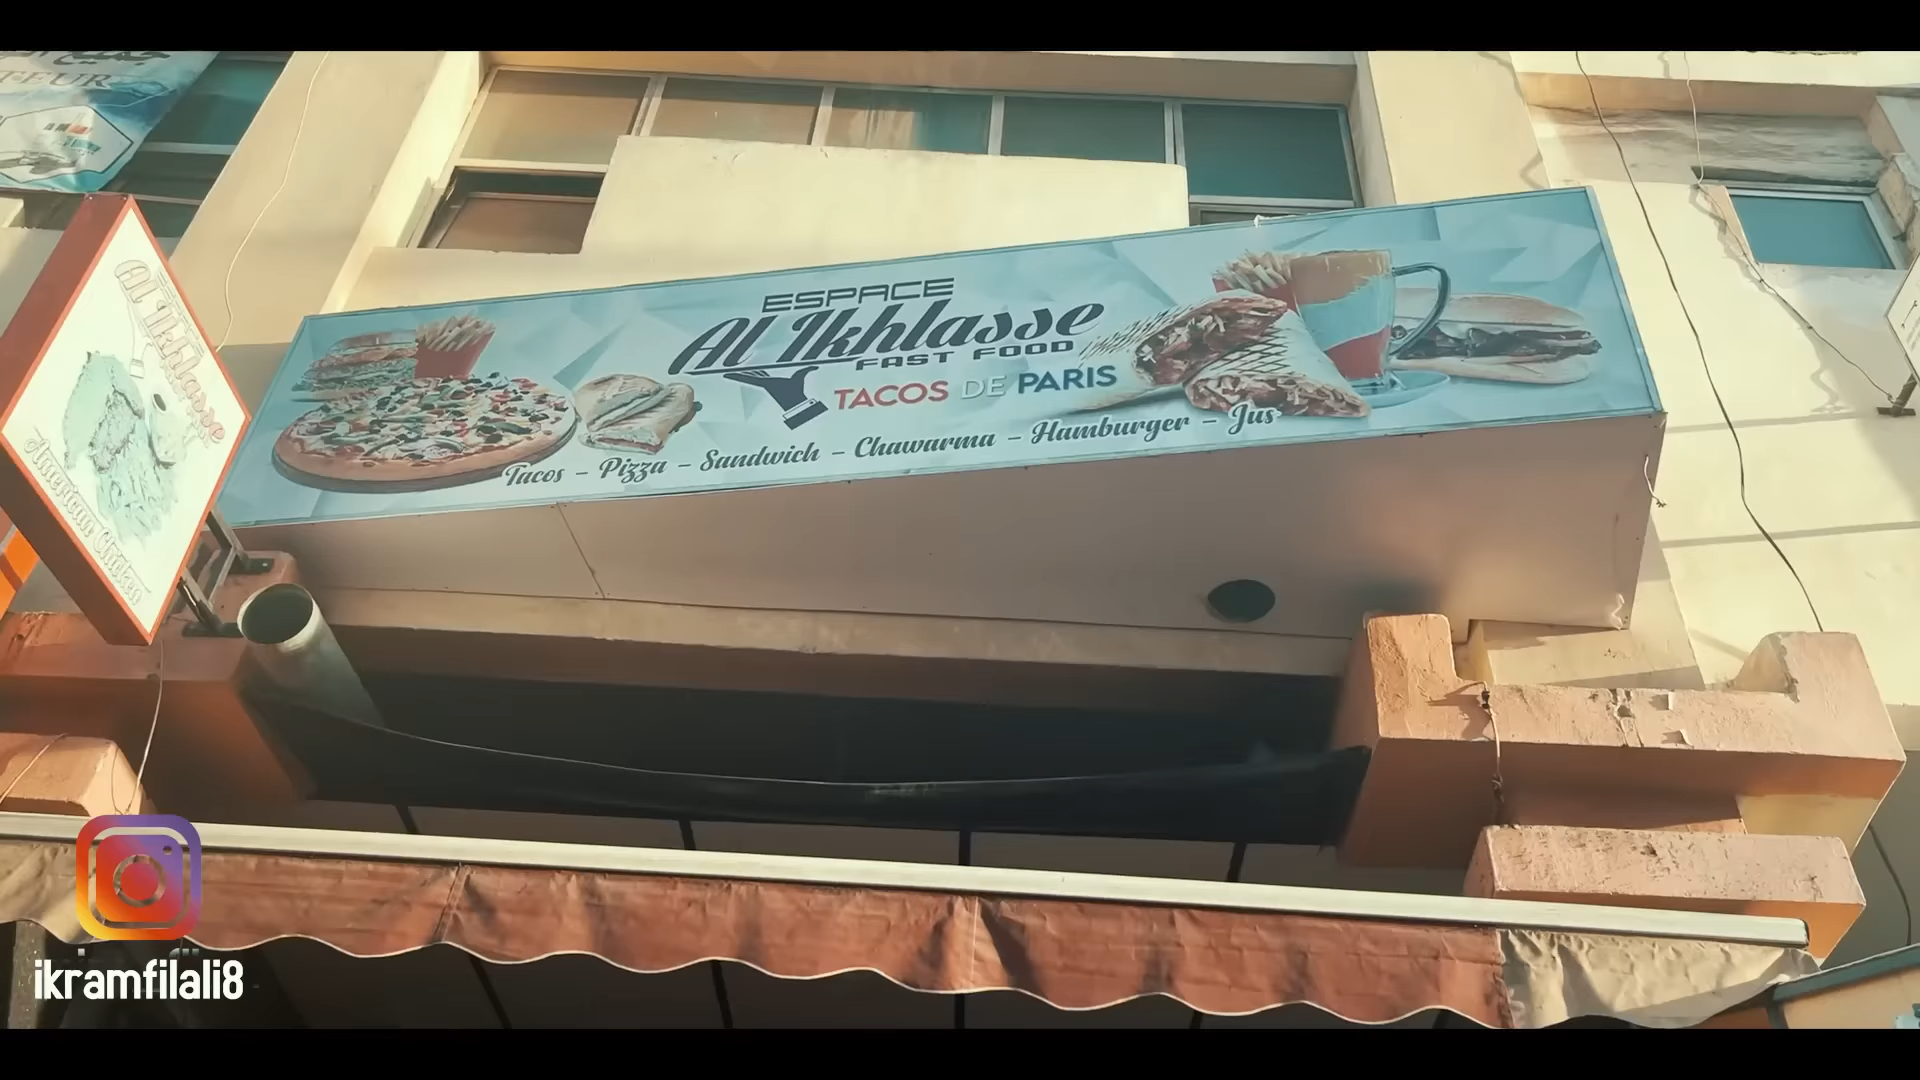 TEUR
Al Ikhlasse
American Chicken
ESPACE
Al Ikhlasse
FAST FOOD
TACOS DE PARIS
Tacos - Pizza - Sandwich - Chawarma - Hamburger - Jus
ikramfilali8